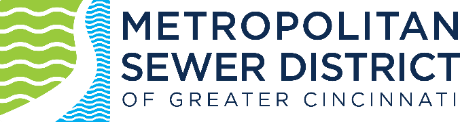 METROPOLITAN
SEWER DISTRICT
OF GREATER CINCINNATI